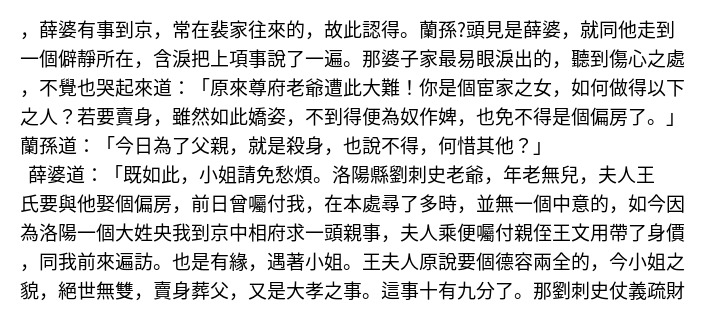 ，薛婆有事到京，常在裴家往來的，故此認得。蘭孫?頭見是薛婆，就同他走到
一個僻靜所在，含淚把上項事說了一遍。那婆子家最易眼淚出的，聽到傷心之處
，不覺也哭起來道：「原來尊府老爺遭此大難！你是個宦家之女，如何做得以下
之人？若要賣身，雖然如此嬌姿，不到得便為奴作婢，也免不得是個偏房了。」
蘭孫道：「今日為了父親，就是殺身，也說不得，何惜其他？」
薛婆道：「既如此，小姐請免愁煩。洛陽縣劉刺史老爺，年老無兒，夫人王
氏要與他娶個偏房，前日曾囑付我，在本處尋了多時，並無一個中意的，如今因
為洛陽一個大姓央我到京中相府求一頭親事，夫人乘便囑付親侄王文用帶了身價
，同我前來遍訪。也是有緣，遇著小姐。王夫人原說要個德容兩全的，今小姐之
貌，絕世無雙，賣身葬父，又是大孝之事。這事十有九分了。那劉刺史仗義疏財